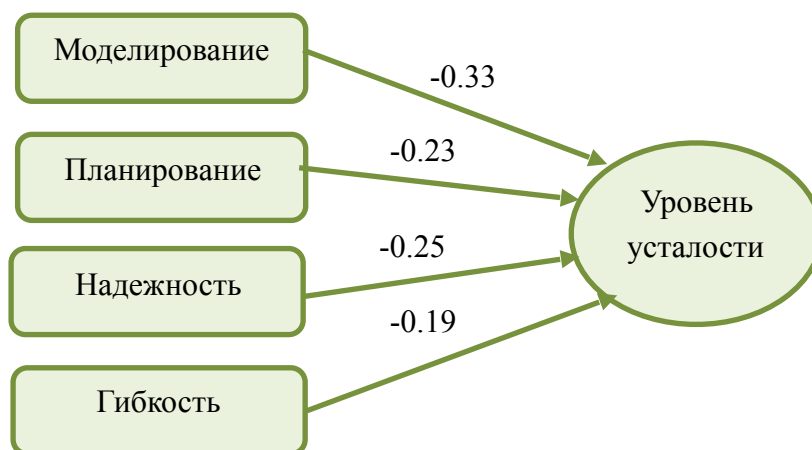 Моделирование
-0.33
Планирование
-0.23
Уровень
усталости
Надежность
-0.25
Гибкость
-0.19